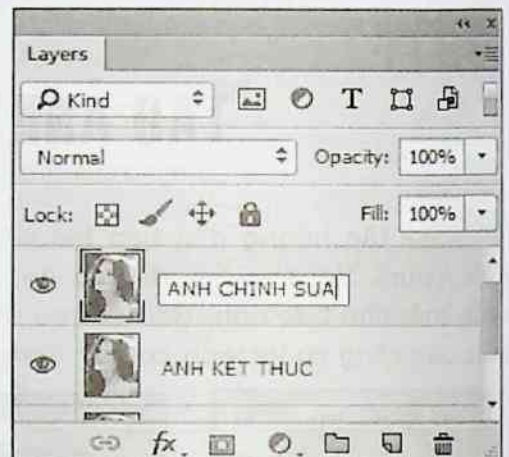 Layers
Kind T
Normal Opacity: 100%
Lock: Fill: 100%
ANH CHINH SUA
ANH KET THUC
fx.